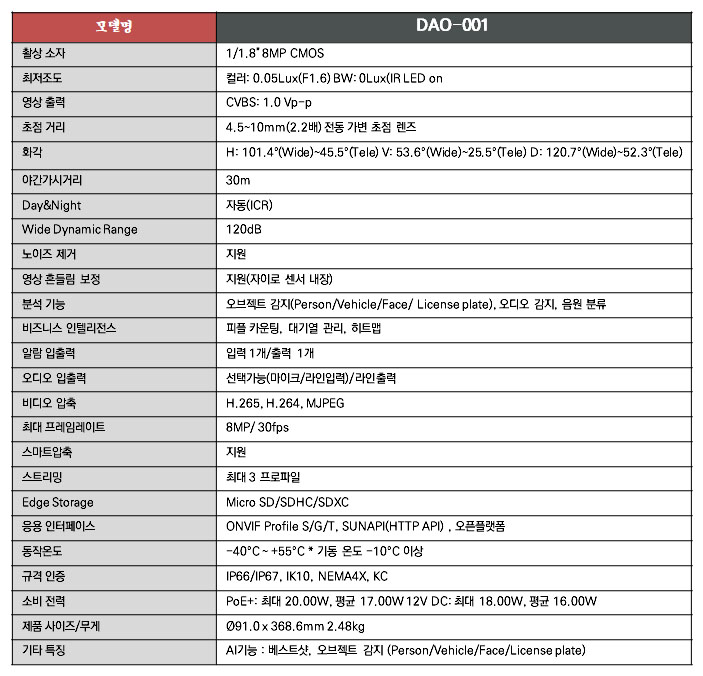 모델명 DAO-001
촬상 소자 1/1.8" 8MP CMOS
최저조도 컬러: 0.05Lux(F1.6) BW: 0Lux(IR LED on
영상 출력 CVBS: 1.0 Vp-p
초점 거리 4.5~10mm(2.2배) 전동 가변 초점 렌즈
화각 H: 101.4°(Wide)~45.5°(Tele) V: 53.6°(Wide)~25.5°(Tele) D: 120.7°(Wide)~52.3°(Tele)
야간가시거리 30m
Day&Night 자동(ICR)
Wide Dynamic Range 120dB
노이즈 제거 지원
영상 흔들림 보정 지원(자이로 센서 내장)
분석 기능 오브젝트 감지(Person/Vehicle/Face/ License plate), 오디오 감지, 음원 분류
비즈니스 인텔리전스 피플 카운팅, 대기열 관리, 히트맵
알람 입출력 입력 1개/출력 1개
오디오 입출력 선택가능(마이크/라인입력)/라인출력
비디오 압축 H.265, H.264, MJPEG
최대 프레임레이트 8MP/ 30fps
스마트압축 지원
스트리밍 최대 3 프로파일
Edge Storage Micro SD/SDHC/SDXC
응용 인터페이스 ONVIF Profile S/G/T, SUNAPI(HTTP API) , 오픈플랫폼
동작온도 -40°C ~ +55°C * 기동 온도 -10°C 이상
규격 인증 IP66/IP67, IK10, NEMA4X, KC
소비 전력 PoE+: 최대 20.00W, 평균 17.00W 12V DC: 최대 18.00W, 평균 16.00W
제품 사이즈/무게 Ø91.0 x 368.6mm 2.48kg
기타 특징 AI기능 : 베스트샷, 오브젝트 감지 (Person/Vehicle/Face/License plate)